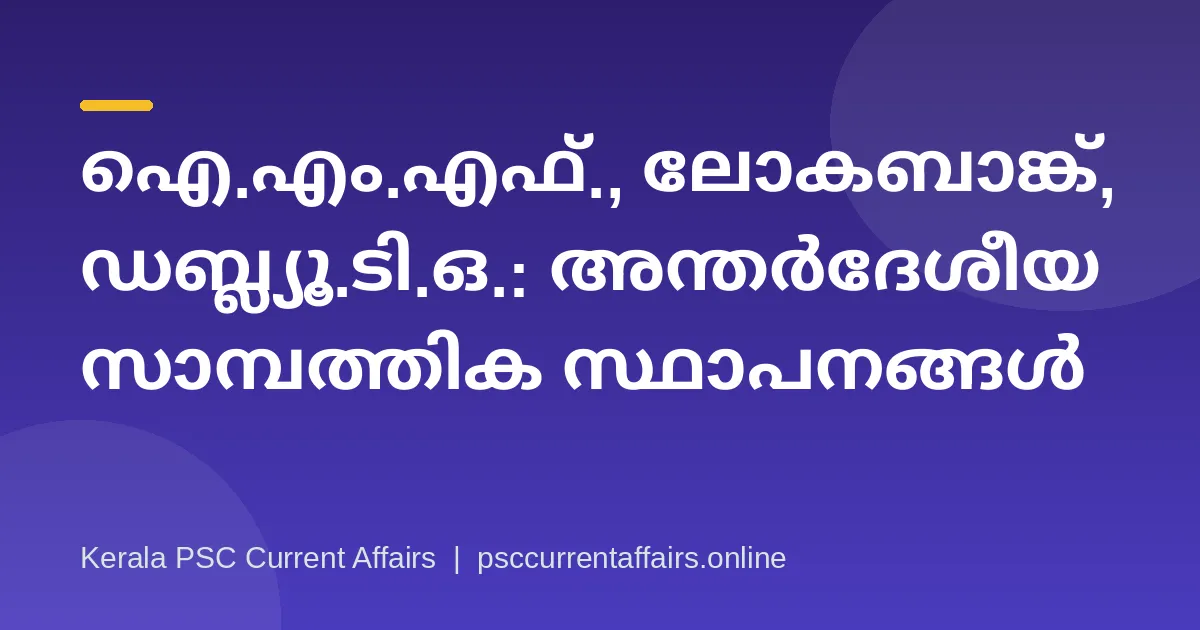 ഐ.എം.എഫ്., ലോകബാങ്ക്,
ഡബ്ല്യൂ.ടി.ഒ.: അന്തർദേശീയ
സാമ്പത്തിക സ്ഥാപനങ്ങൾ
Kerala PSC Current Affairs | psccurrentaffairs.online